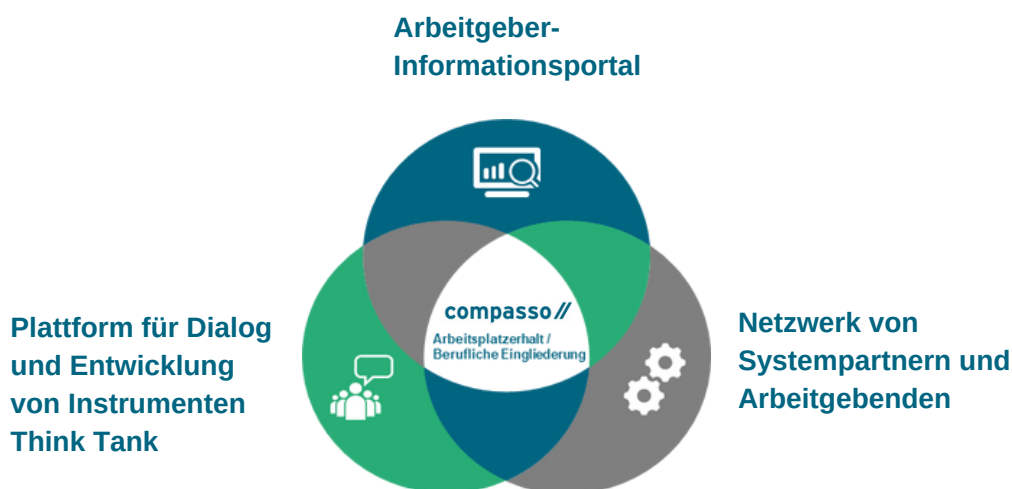 Arbeitgeber-
Informationsportal
compasso//
Arbeitsplatzerhalt /
Berufliche Eingliederung
Plattform für Dialog
und Entwicklung
von Instrumenten
Think Tank
Netzwerk von
Systempartnern und
Arbeitgebenden